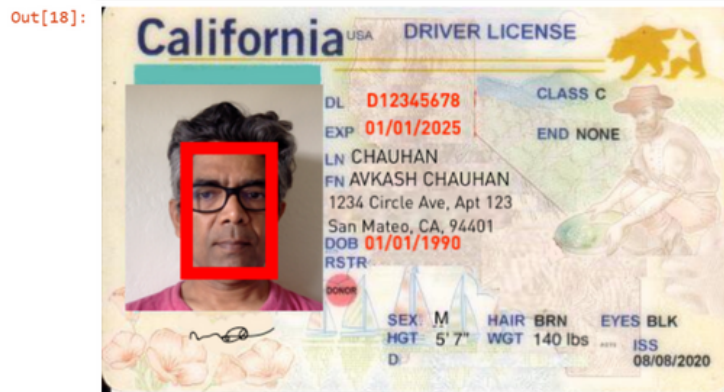 Out[18]:
California USA DRIVER LICENSE
DL D12345678 CLASS C
EXP 01/01/2025 END NONE
LN CHAUHAN
FN AVKASH CHAUHAN
1234 Circle Ave, Apt 123
San Mateo, CA, 94401
DOB 01/01/1990
RSTR
DONOR
SEX: M HAIR BRN EYES BLK
HGT 5' 7" WGT 140 lbs ISS
D 08/08/2020